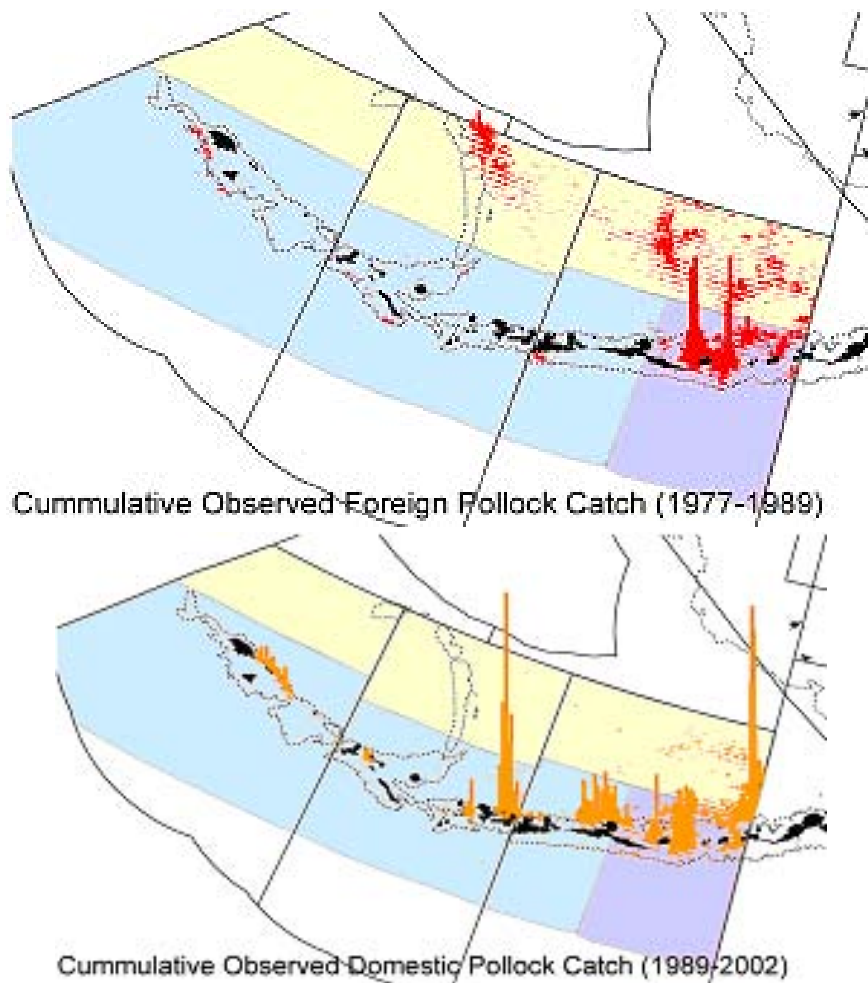 Cummulative Observed Foreign Pollock Catch (1977-1989)
Cummulative Observed Domestic Pollock Catch (1989-2002)